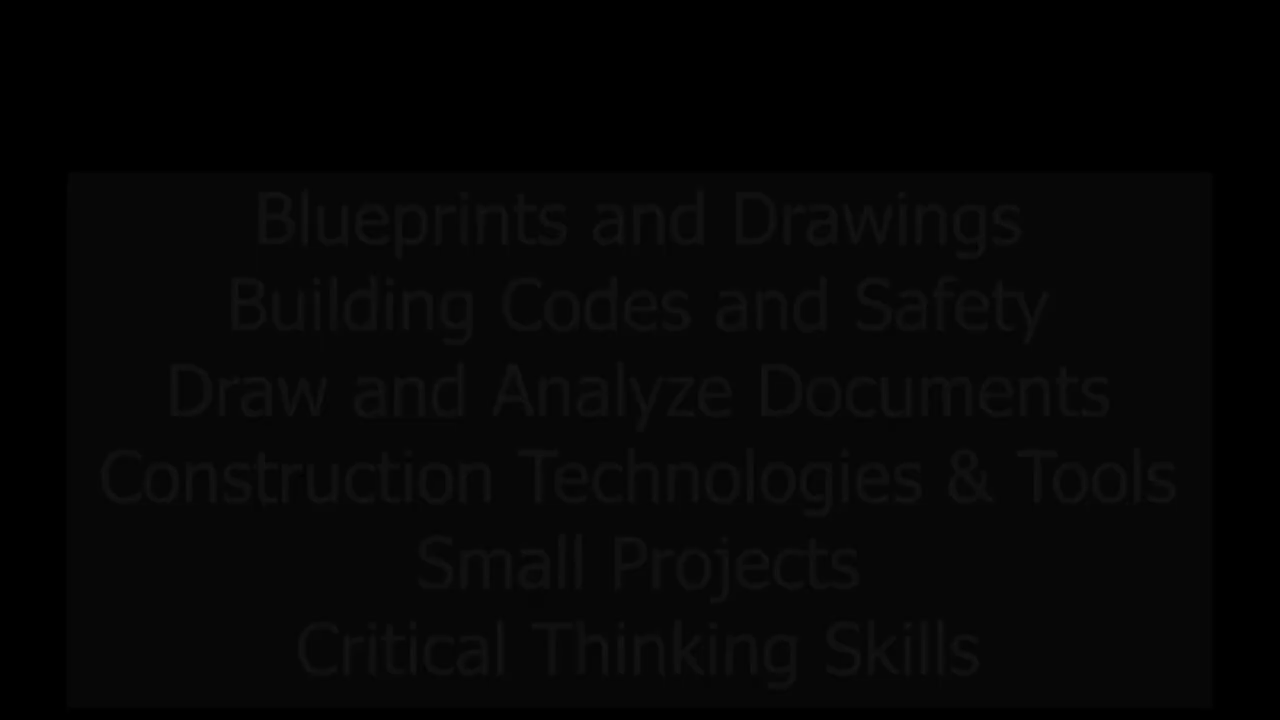 Blueprints and Drawings
Building Codes and Safety
Draw and Analyze Documents
Construction Technologies & Tools
Small Projects
Critical Thinking Skills